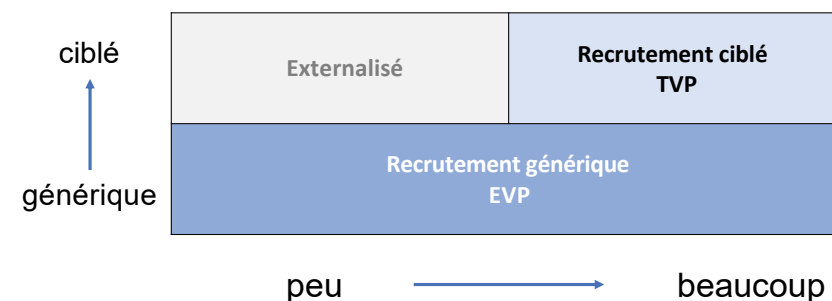 ciblé
Externalisé
Recrutement ciblé
TVP
générique
Recrutement générique
EVP
peu
beaucoup